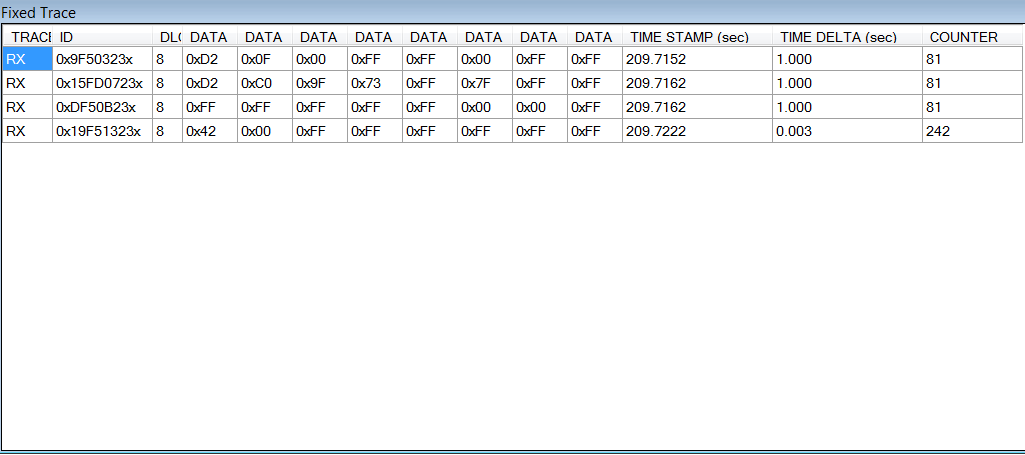 Fixed Trace
TRACE ID DLC DATA DATA DATA DATA DATA DATA DATA DATA TIME STAMP (sec) TIME DELTA (sec) COUNTER
RX 0x9F50323x 8 0xD2 0x0F 0x00 0xFF 0xFF 0x00 0xFF 0xFF 209.7152 1.000 81
RX 0x15FD0723x 8 0xD2 0xC0 0x9F 0x73 0xFF 0x7F 0xFF 0xFF 209.7162 1.000 81
RX 0xDF50B23x 8 0xFF 0xFF 0xFF 0xFF 0xFF 0x00 0x00 0xFF 209.7162 1.000 81
RX 0x19F51323x 8 0x42 0x00 0xFF 0xFF 0xFF 0xFF 0xFF 0xFF 209.7222 0.003 242